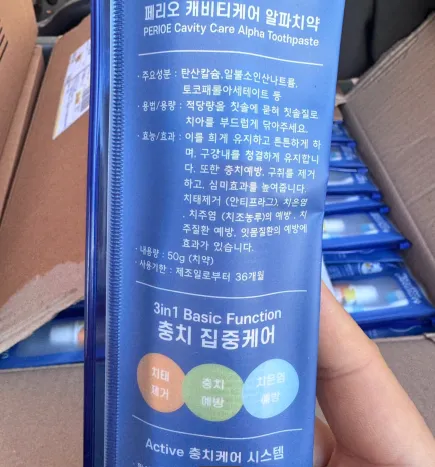 페리오 캐비티케어 알파치약
PERIOE Cavity Care Alpha Toothpaste
· 주요성분 : 탄산칼슘, 일불소인산나트륨,
토코페롤아세테이트 등
· 용법/용량 : 적당량을 칫솔에 묻혀 칫솔질로
치아를 부드럽게 닦아주세요.
· 효능/효과 : 이를 희게 유지하고 튼튼하게 하
며, 구강내를 청결하게 유지합니
다. 또한 충치예방, 구취를 제거
하고, 심미효과를 높여줍니다.
치태제거 (안티프라그), 치은염
, 치주염 (치조농루)의 예방 , 치
주질환 예방, 잇몸질환의 예방에
효과가 있습니다.
· 내용량 : 50g (치약)
· 사용기한 : 제조일로부터 36개월
3in1 Basic Function
충치 집중케어
치태
제거
충치
예방
치은염
예방
Active 충치케어 시스템